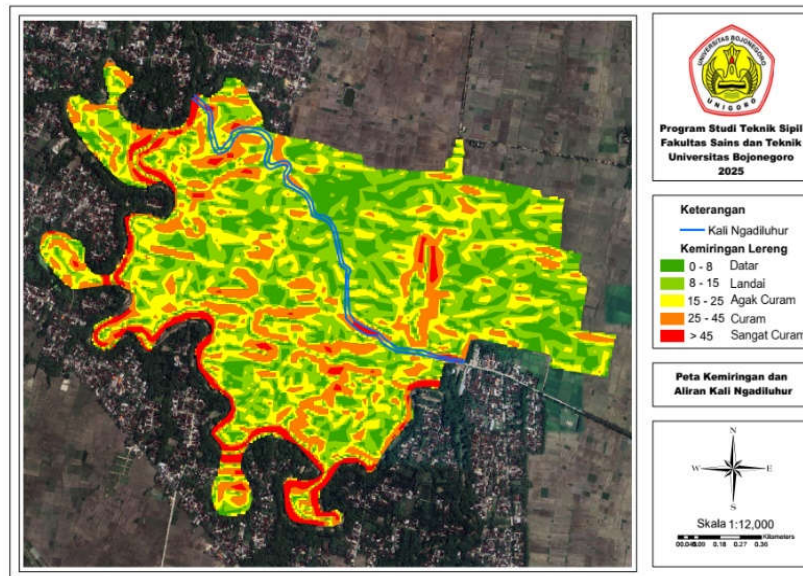 UNIVERSITAS BOJONEGORO
UNIGORO
Program Studi Teknik Sipil
Fakultas Sains dan Teknik
Universitas Bojonegoro
2025
Keterangan
Kali Ngadiluhur
Kemiringan Lereng
0 - 8 Datar
8 - 15 Landai
15 - 25 Agak Curam
25 - 45 Curam
> 45 Sangat Curam
Peta Kemiringan dan
Aliran Kali Ngadiluhur
N
W E
S
Skala 1:12,000
Kilometers
0.18 0.27 0.36